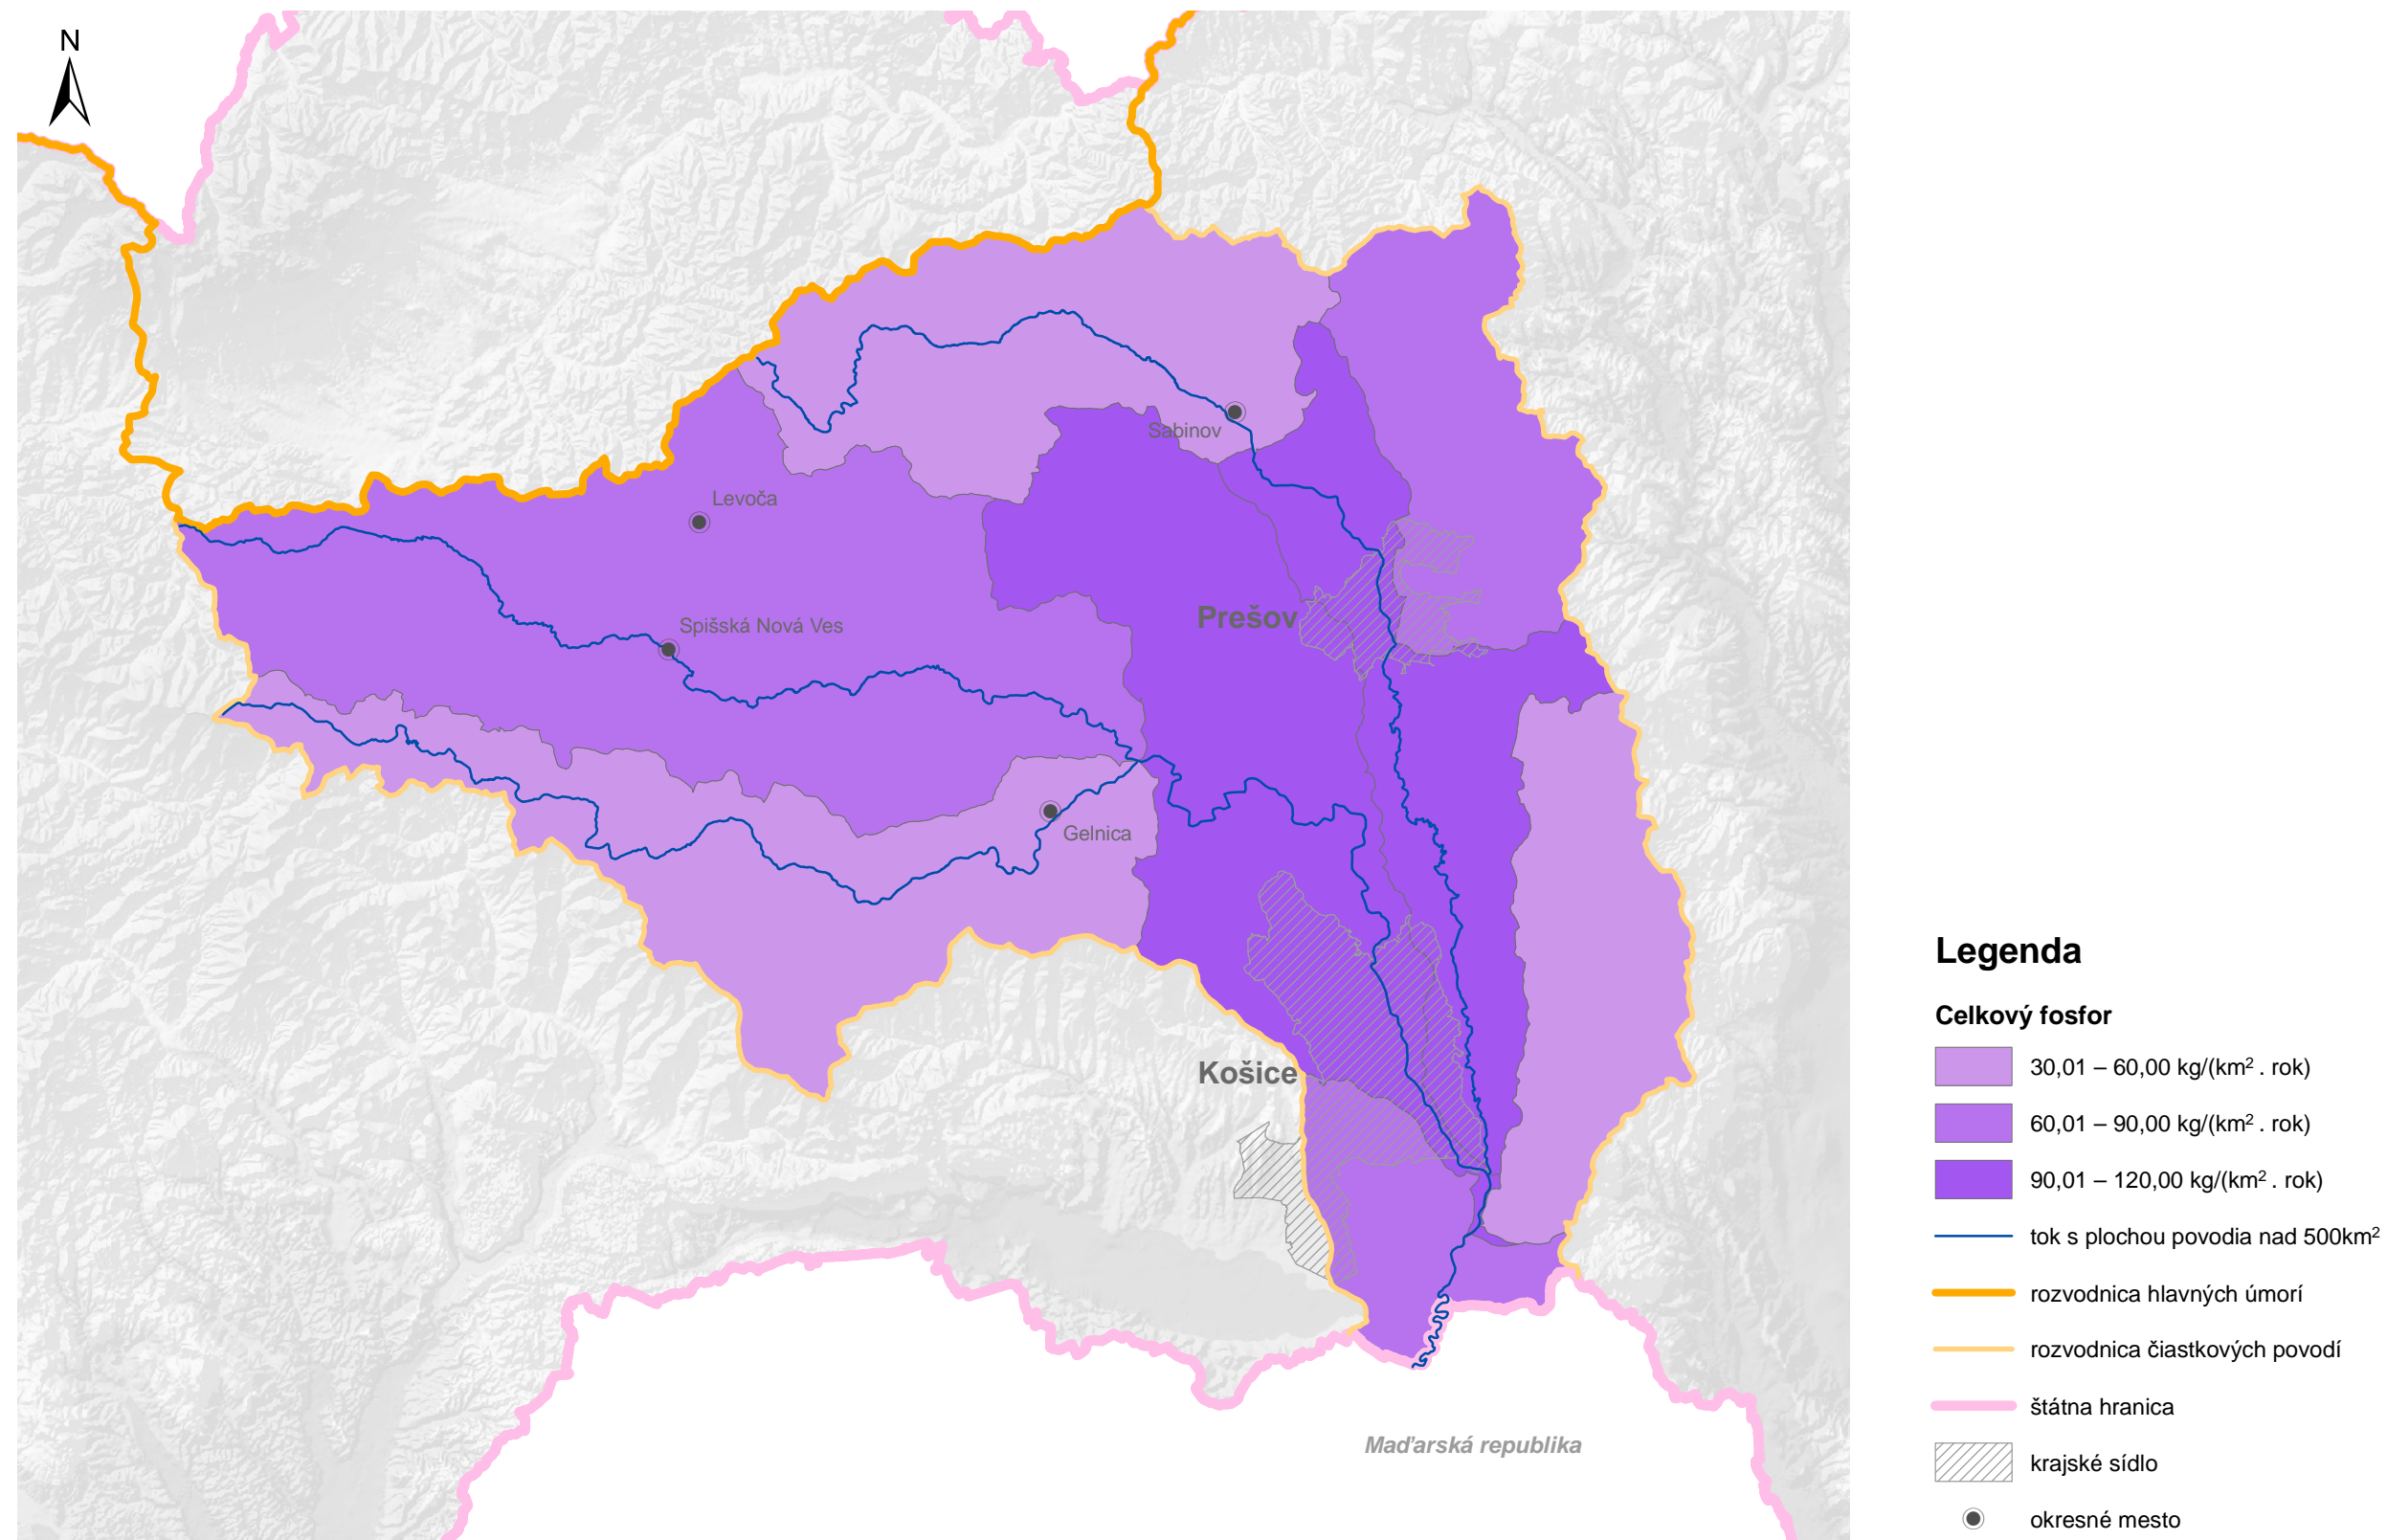 N
Sabinov
Levoča
Prešov
Spišská Nová Ves
Gelnica
Košice
Maďarská republika
Legenda
Celkový fosfor
30,01 – 60,00 kg/(km² . rok)
60,01 – 90,00 kg/(km² . rok)
90,01 – 120,00 kg/(km² . rok)
tok s plochou povodia nad 500km²
rozvodnica hlavných úmorí
rozvodnica čiastkových povodí
štátna hranica
krajské sídlo
okresné mesto